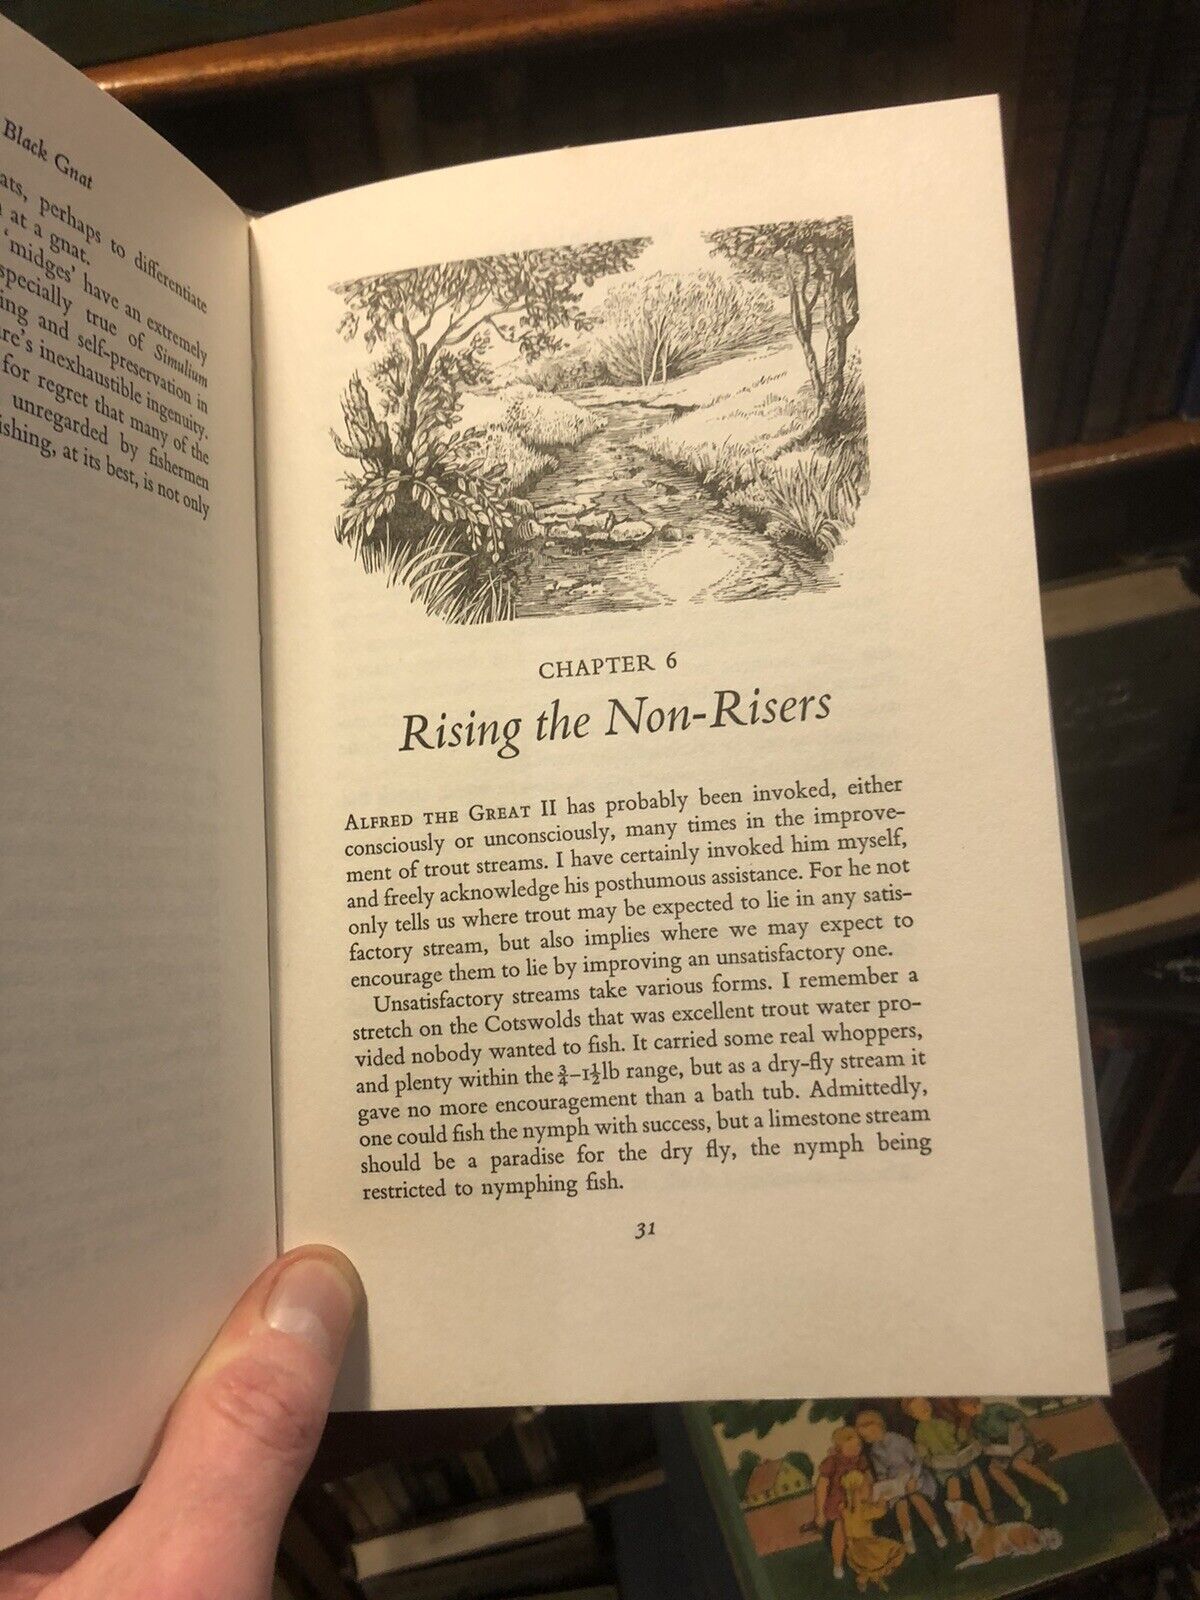 Black Gnat
perhaps to differentiate
at a gnat.
'midges' have an extremely
specially true of Simulium
and self-preservation in
inexhaustible ingenuity.
for regret that many of the
unregarded by fishermen
at its best, is not only
CHAPTER 6
Rising the Non-Risers
ALFRED THE GREAT II has probably been invoked, either
consciously or unconsciously, many times in the improve-
ment of trout streams. I have certainly invoked him myself,
and freely acknowledge his posthumous assistance. For he not
only tells us where trout may be expected to lie in any satis-
factory stream, but also implies where we may expect to
encourage them to lie by improving an unsatisfactory one.
Unsatisfactory streams take various forms. I remember a
stretch on the Cotswolds that was excellent trout water pro-
vided nobody wanted to fish. It carried some real whoppers,
and plenty within the ¾–1½lb range, but as a dry-fly stream it
gave no more encouragement than a bath tub. Admittedly,
one could fish the nymph with success, but a limestone stream
should be a paradise for the dry fly, the nymph being
restricted to nymphing fish.
31